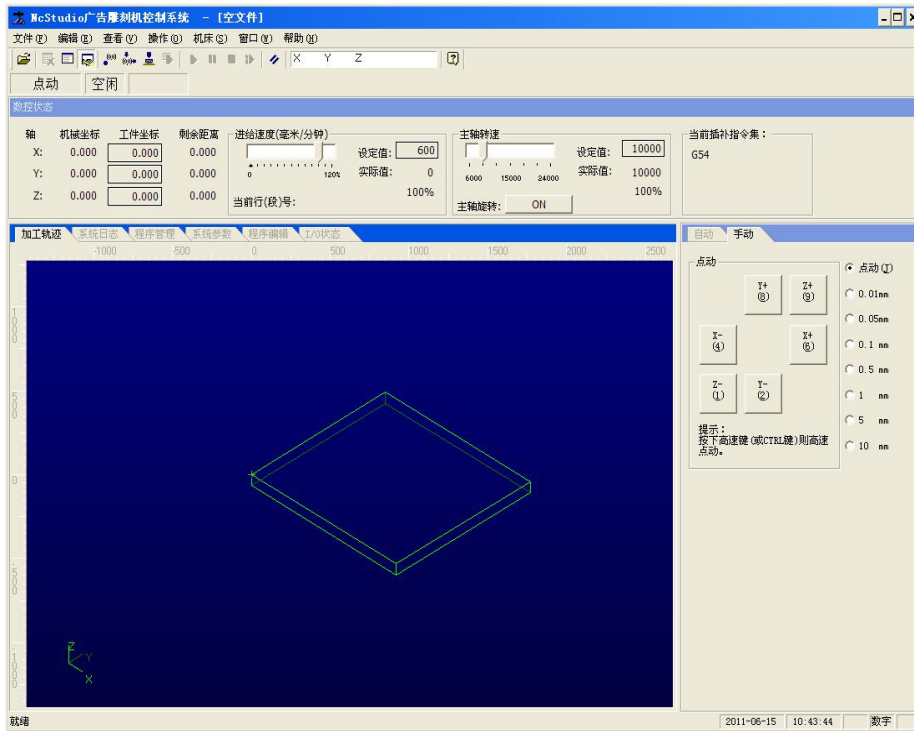 NcStudio广告雕刻机控制系统 - [空文件]
文件(F) 编辑(E) 查看(V) 操作(O) 机床(S) 窗口(W) 帮助(H)
X Y Z
点动 空闲
数控状态
轴 机械坐标 工件坐标 剩余距离
X: 0.000 0.000 0.000
Y: 0.000 0.000 0.000
Z: 0.000 0.000 0.000
进给速度(毫米/分钟)
设定值: 600
0 120%
实际值: 0
100%
当前行(段)号:
主轴转速
设定值: 10000
6000 15000 24000
实际值: 10000
100%
主轴旋转: ON
当前插补指令集:
G54
加工轨迹 系统日志 程序管理 系统参数 程序编辑 I/O状态
-1000 -500 0 500 1000 1500 2000 2500
1000
500
0
-500
-1000
Z
Y
X
自动 手动
点动
Y+
(8)
Z+
(9)
X-
(4)
X+
(6)
Z-
(1)
Y-
(2)
提示:
按下高速键(或CTRL键)则高速
点动。
点动(J)
0.01mm
0.05mm
0.1 mm
0.5 mm
1 mm
5 mm
10 mm
就绪 2011-06-15 10:43:44 数字